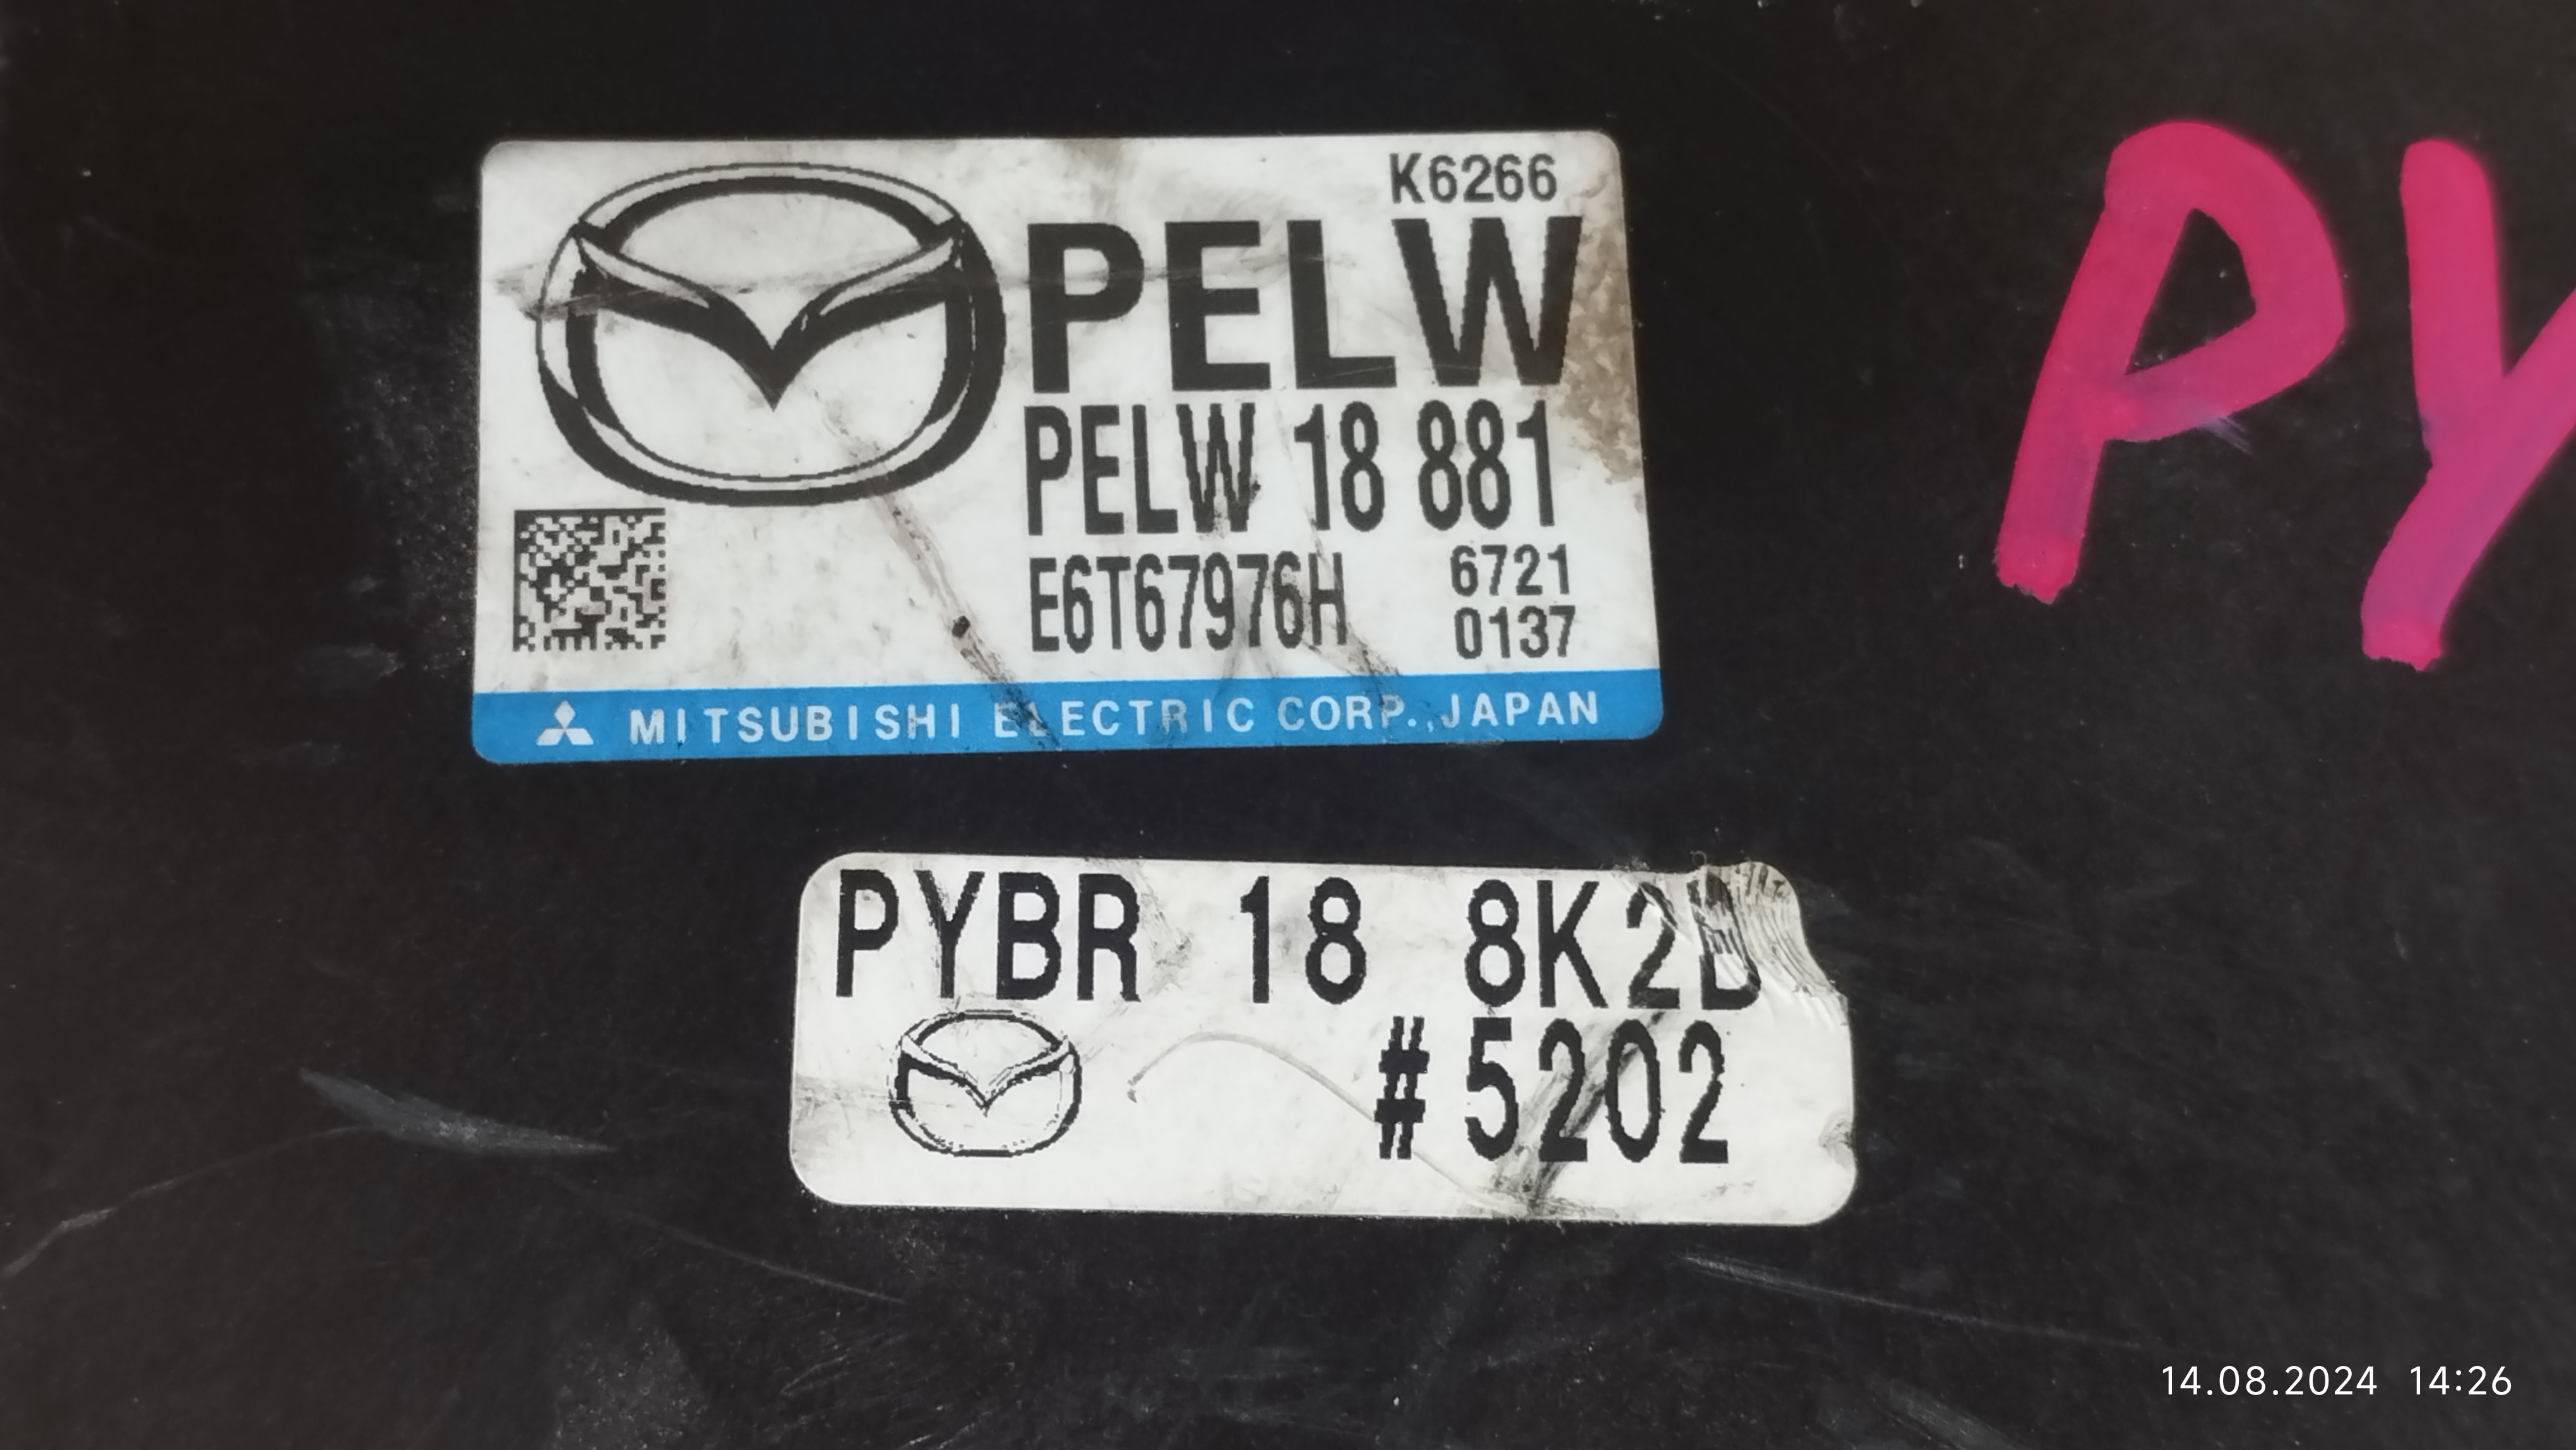 K6266
PELW
PELW 18 881
E6T67976H 6721
0137
MITSUBISHI ELECTRIC CORP., JAPAN
PY
PYBR 18 8K2D
#5202
14.08.2024 14:26